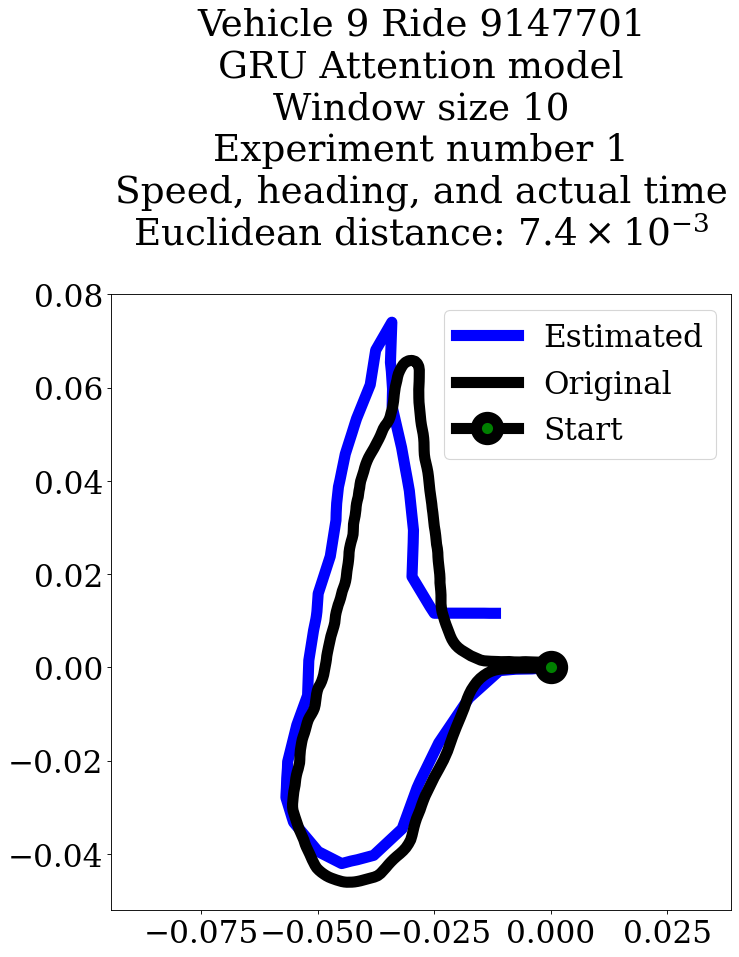 Vehicle 9 Ride 9147701
GRU Attention model
Window size 10
Experiment number 1
Speed, heading, and actual time
Euclidean distance: 7.4 × 10⁻³
0.08
0.06
0.04
0.02
0.00
−0.02
−0.04
Estimated
Original
Start
−0.075 −0.050 −0.025 0.000 0.025